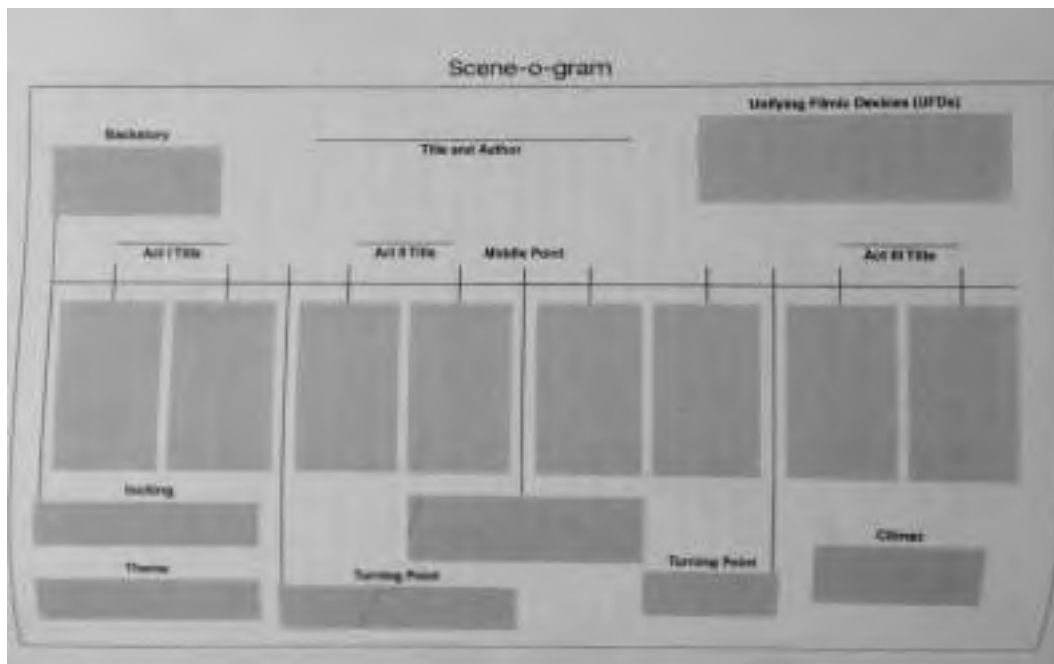 Scene-o-gram
Unifying Filmic Devices (UFDs)
Backstory
Title and Author
Act I Title
Act II Title
Middle Point
Act III Title
Inciting
Climax
Theme
Turning Point
Turning Point